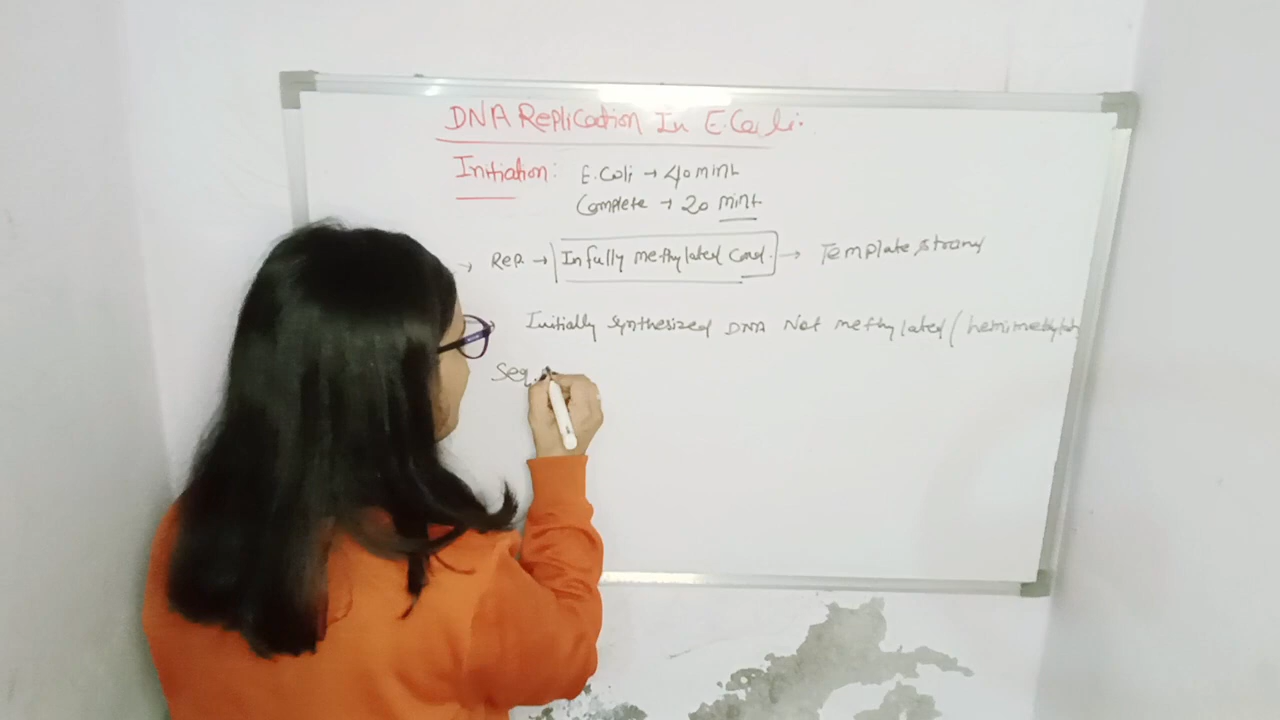 DNA Replication In E.Coli:
Initiation: E.Coli → 40 mint
Complete → 20 mint
→ Rep. → In fully methylated Cond. → Template strand
Initially synthesized DNA Not methylated / hemimethylah
Seq.